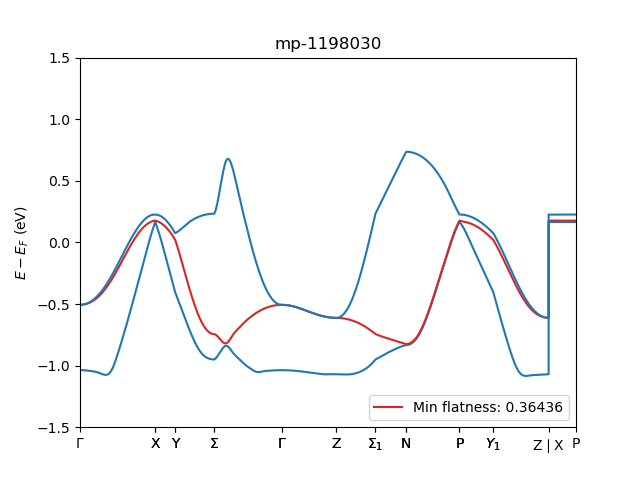 mp-1198030
E − E_F (eV)
1.5
1.0
0.5
0.0
−0.5
−1.0
−1.5
Min flatness: 0.36436
Γ X Y Σ Γ Z Σ₁ N P Y₁ Z | X P